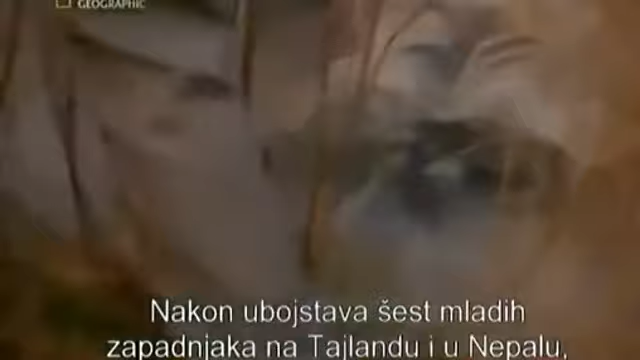 GEOGRAPHIC
Nakon ubojstava šest mladih
zapadnjaka na Tajlandu i u Nepalu,